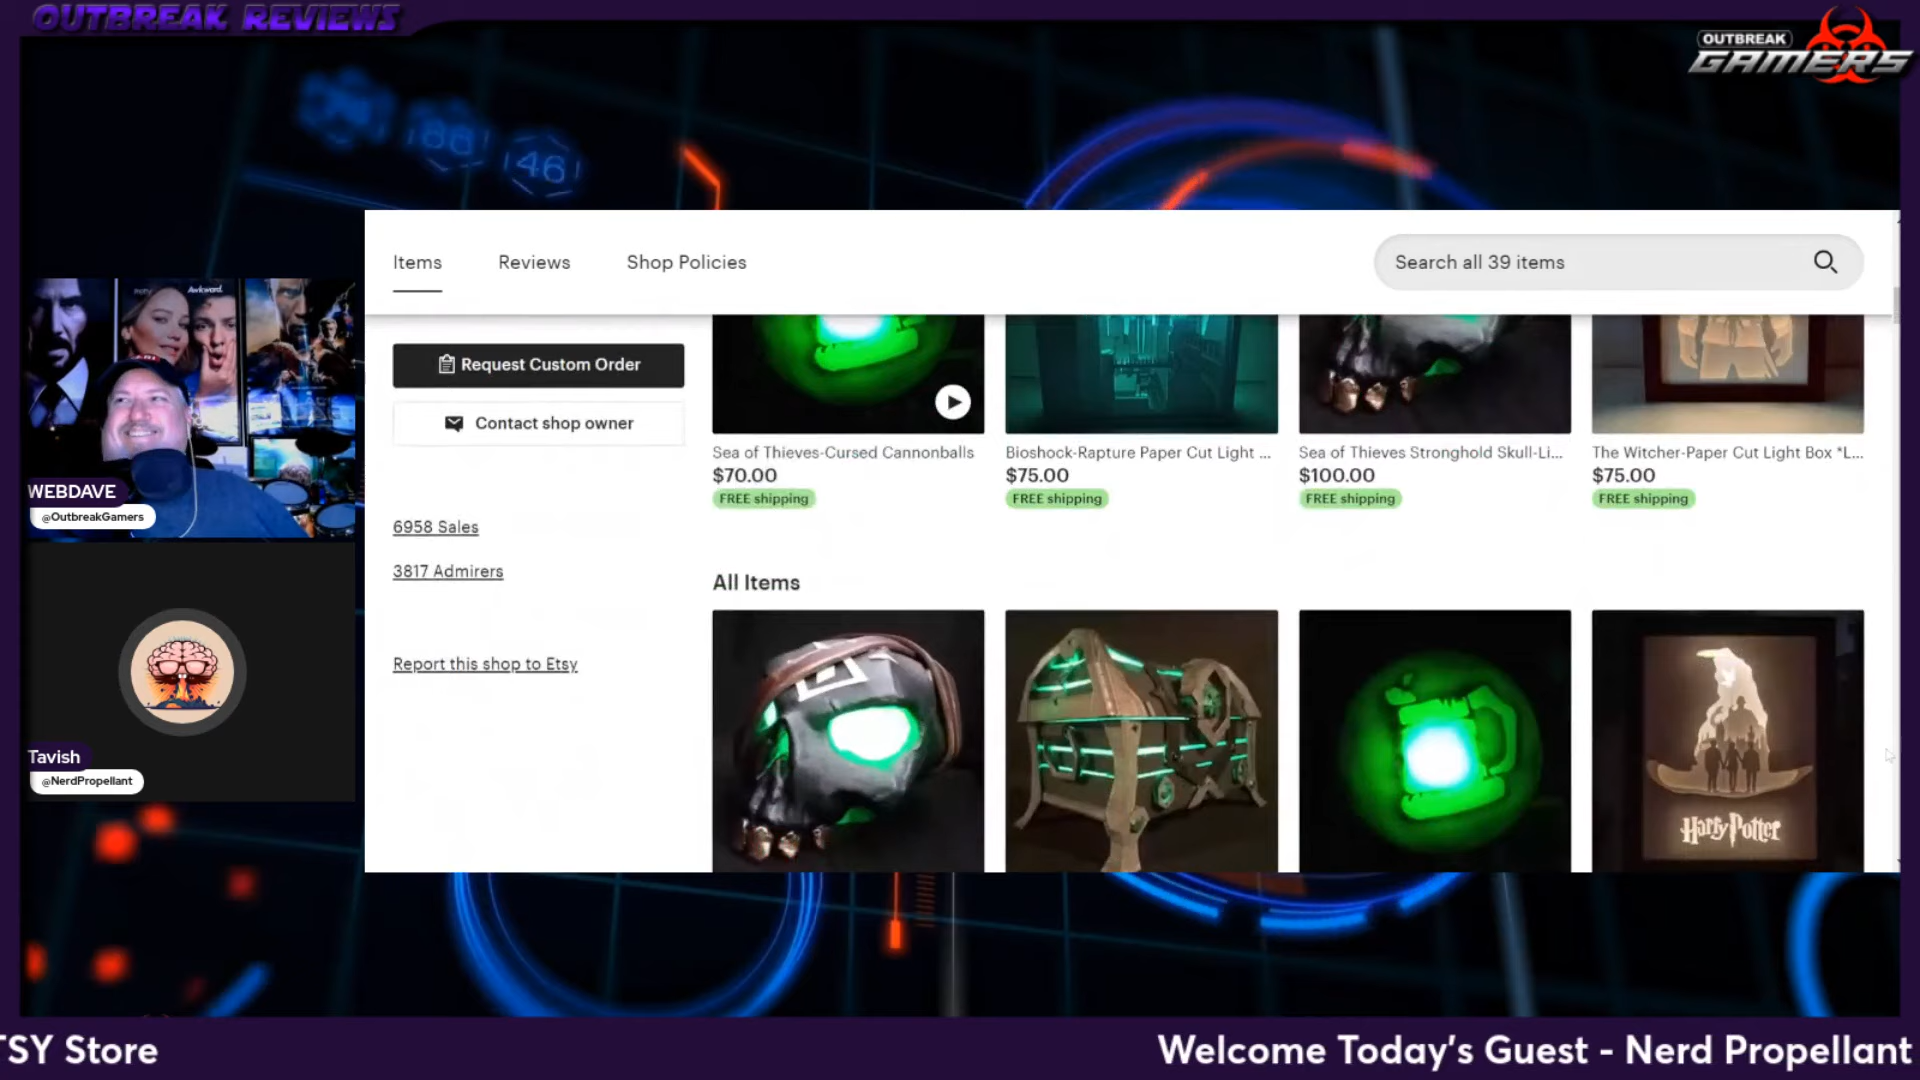 OUTBREAK REVIEWS
OUTBREAK
GAMERS
46
Items
Reviews
Shop Policies
Search all 39 items
Request Custom Order
Contact shop owner
Sea of Thieves-Cursed Cannonballs
$70.00
FREE shipping
Bioshock-Rapture Paper Cut Light ...
$75.00
FREE shipping
Sea of Thieves Stronghold Skull-Li...
$100.00
FREE shipping
The Witcher-Paper Cut Light Box *L...
$75.00
FREE shipping
6958 Sales
3817 Admirers
Report this shop to Etsy
All Items
Harry Potter
Awkward.
WEBDAVE
@OutbreakGamers
Tavish
@NerdPropellant
TSY Store
Welcome Today's Guest - Nerd Propellant